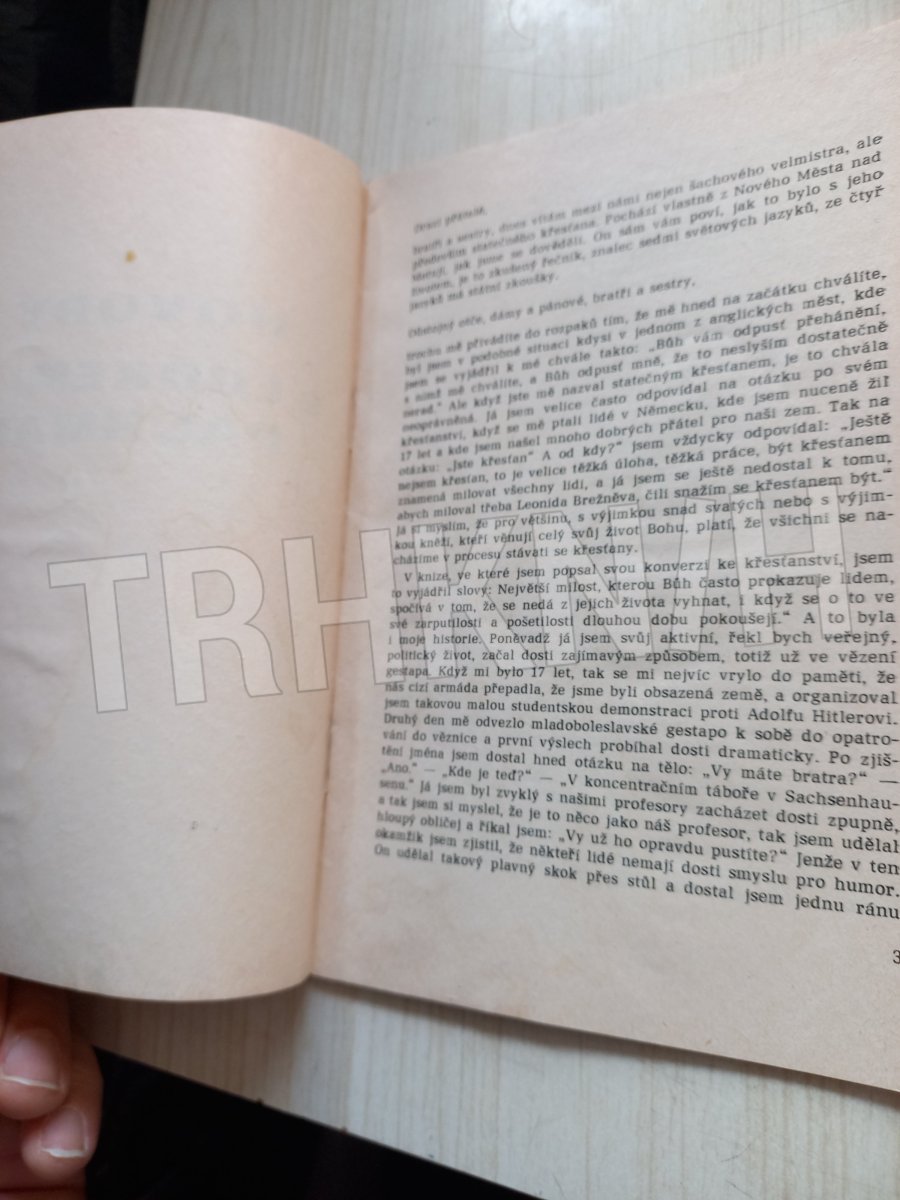 Drazí přátelé,
bratři a sestry, dnes vítám mezi námi nejen šachového velmistra, ale
především statečného křesťana. Pochází vlastně z Nového Města nad
Metují, jak jsme se dověděli. On sám vám poví, jak to bylo s jeho
životem, je to zkušený řečník, znalec sedmi světových jazyků, ze čtyř
jazyků má státní zkoušky.
Důstojný otče, dámy a pánové, bratři a sestry,
trochu mě přivádíte do rozpaků tím, že mě hned na začátku chválíte,
byl jsem v podobné situaci kdysi v jednom z anglických měst, kde
jsem se vyjádřil k mé chvále takto: „Bůh vám odpusť přehánění,
s nímž mě chválíte, a Bůh odpusť mně, že to neslyším dostatečně
nerad.“ Ale když jste mě nazval statečným křesťanem, je to chvála
neoprávněná. Já jsem velice často odpovídal na otázku po svém
křesťanství, když se mě ptali lidé v Německu, kde jsem nuceně žil
17 let a kde jsem našel mnoho dobrých přátel pro naši zem. Tak na
otázku: „Jste křesťan“ A od kdy?“ jsem vždycky odpovídal: „Ještě
nejsem křesťan, to je velice těžká úloha, těžká práce, být křesťanem
znamená milovat všechny lidi, a já jsem se ještě nedostal k tomu,
abych miloval třeba Leonida Brežněva, čili snažím se křesťanem být.“
Já si myslím, že pro většinu, s výjimkou snad svatých nebo s výjim-
kou kněží, kteří věnují celý svůj život Bohu, platí, že všichni se na-
cházíme v procesu stávati se křesťany.
V knize, ve které jsem popsal svou konverzi ke křesťanství, jsem
to vyjádřil slovy: Největší milost, kterou Bůh často prokazuje lidem,
spočívá v tom, že se nedá z jejich života vyhnat, i když se o to ve
své zarputilosti a pošetilosti dlouhou dobu pokoušejí.“ A to byla
i moje historie. Poněvadž já jsem svůj aktivní, řekl bych veřejný,
politický život, začal dosti zajímavým způsobem, totiž už ve vězení
gestapa. Když mi bylo 17 let, tak se mi nejvíc vrylo do paměti, že
nás cizí armáda přepadla, že jsme byli obsazená země, a organizoval
jsem takovou malou studentskou demonstraci proti Adolfu Hitlerovi.
Druhý den mě odvezlo mladoboleslavské gestapo k sobě do opatro-
vání do věznice a první výslech probíhal dosti dramaticky. Po zjiš-
tění jména jsem dostal hned otázku na tělo: „Vy máte bratra?“ —
„Ano.“ — „Kde je teď?“ — „V koncentračním táboře v Sachsenhau-
senu.“ Já jsem byl zvyklý s našimi profesory zacházet dosti zpupně,
a tak jsem si myslel, že je to něco jako náš profesor, tak jsem udělal
hloupý obličej a říkal jsem: „Vy už ho opravdu pustíte?“ Jenže v ten
okamžik jsem zjistil, že někteří lidé nemají dosti smyslu pro humor.
On udělal takový plavný skok přes stůl a dostal jsem jednu ránu
3
TRHKNIH